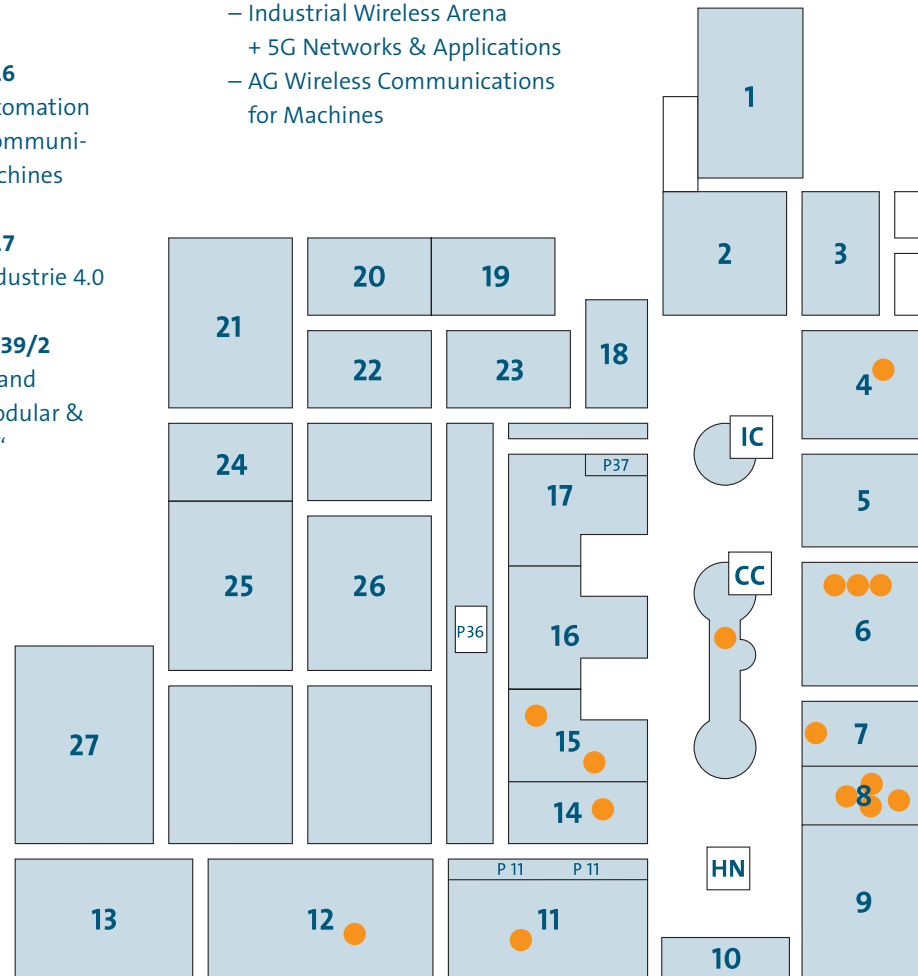 – Industrial Wireless Arena
+ 5G Networks & Applications
– AG Wireless Communications
for Machines
6
tomation
ommuni-
chines
.7
dustrie 4.0
39/2
and
odular &
“
1
2
3
20
19
21
18
22
23
4
IC
24
P37
17
5
CC
25
26
16
6
P36
27
15
7
14
8
HN
P 11
P 11
13
12
11
9
10